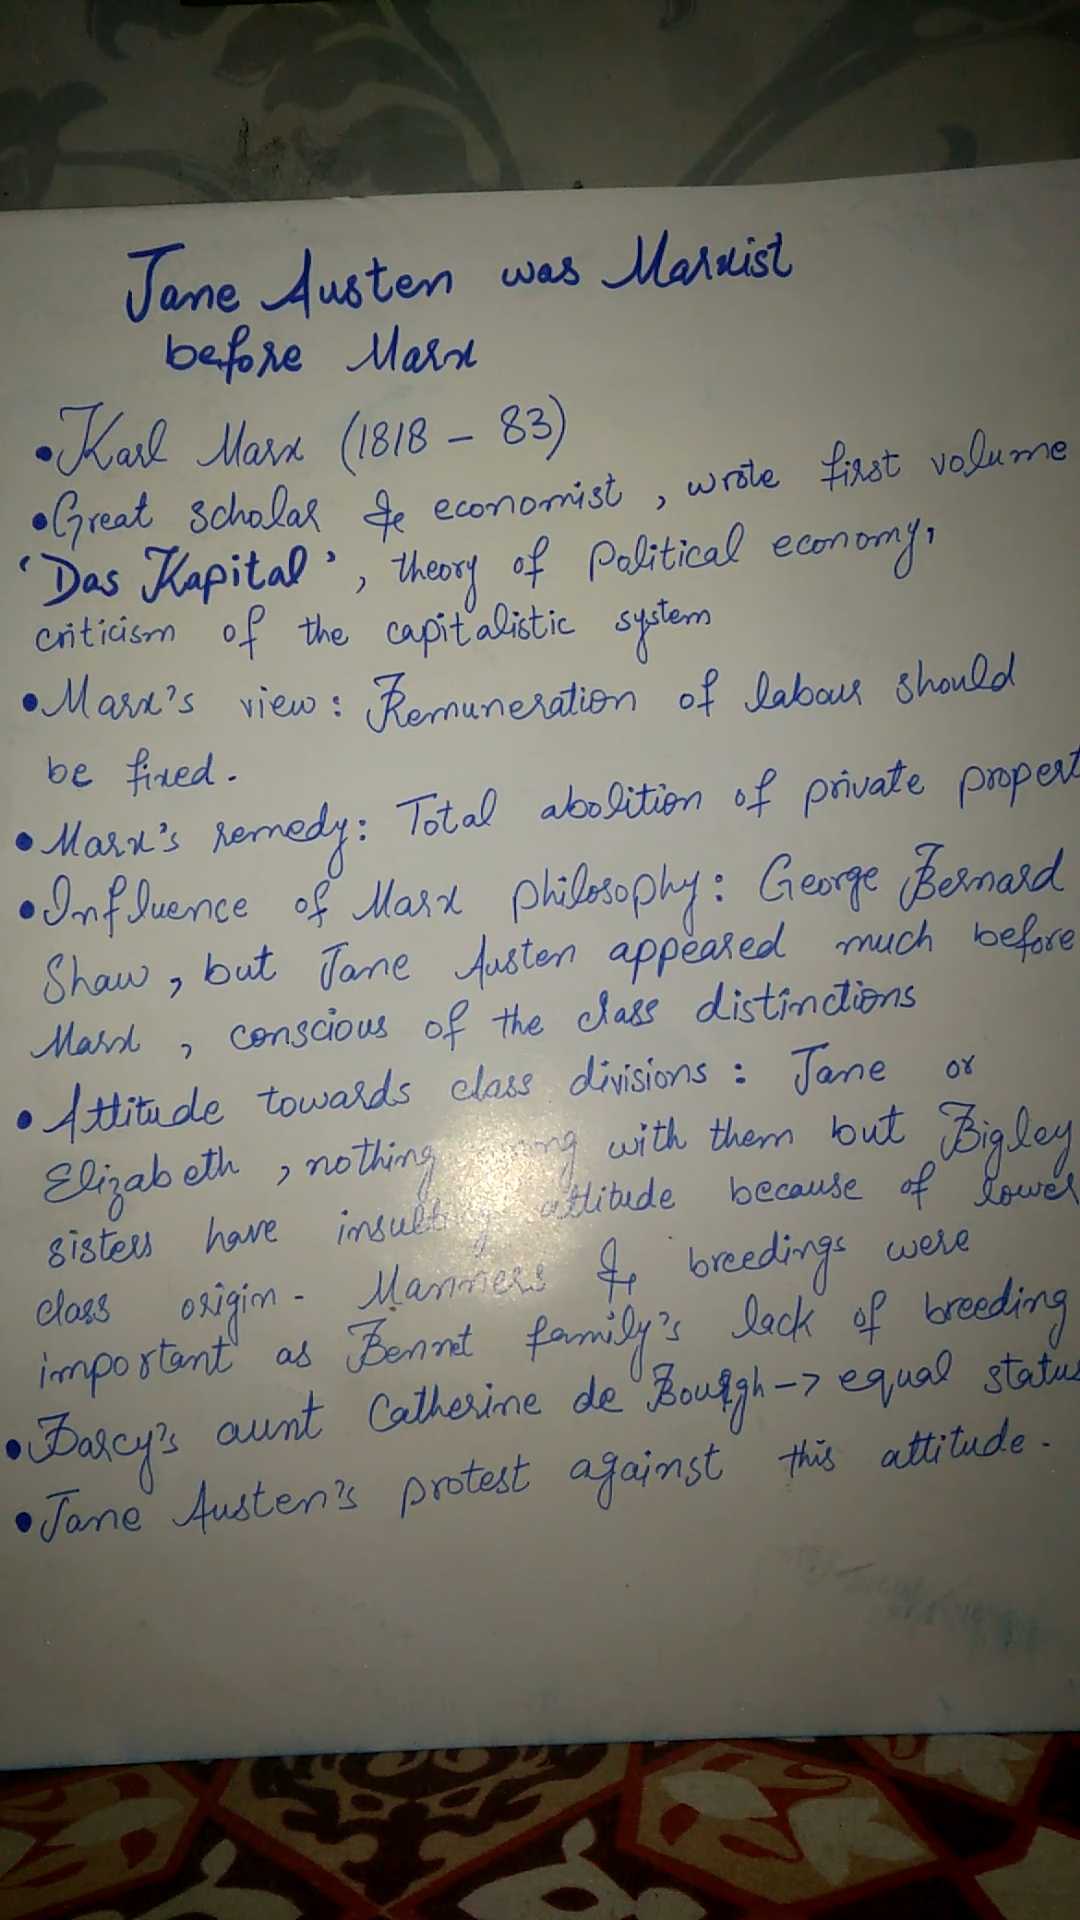 Jane Austen was Marxist
before Marx
• Karl Marx (1818 – 83)
• Great scholar & economist, wrote first volume
'Das Kapital', theory of Political economy,
criticism of the capitalistic system
• Marx's view: Remuneration of labour should
be fixed.
• Marx's remedy: Total abolition of private propert
• Influence of Marx philosophy: George Bernard
Shaw, but Jane Austen appeared much before
Marx, conscious of the class distinctions
• Attitude towards class divisions: Jane or
Elizabeth, nothing with them but Bigley
sisters have insulting attitude because of lower
class origin. Manners & breedings were
important as Bennet family's lack of breeding
• Darcy's aunt Catherine de Bourgh -> equal status
• Jane Austen's protest against this attitude.